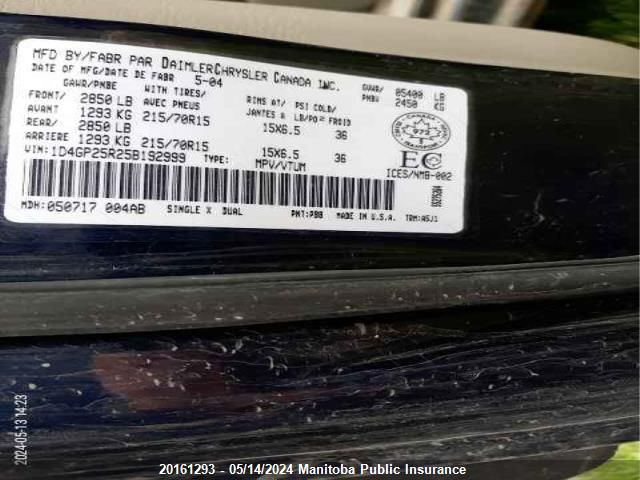 MFD BY/FABR PAR DAIMLERCHRYSLER CANADA INC.
DATE OF MFG/DATE DE FABR 5-04 GVWR/PNBV 05400 LB 2450 KG
GAWR/PNBE WITH TIRES/AVEC PNEUS RIMS AT/JANTES A PSI COLD/LB/PO² FROID
FRONT/AVANT 2850 LB 1293 KG 215/70R15 15X6.5 36
REAR/ARRIERE 2850 LB 1293 KG 215/70R15 15X6.5 36
VIN: 1D4GP25R25B192999 TYPE: MPV/VTUM
CANADA 973 TRANSPORT
EC
ICES/NMB-002
MDH: 050717 004AB SINGLE X DUAL PNT: PB8 MADE IN U.S.A. TRM: A5J1
2024-05-13 14:23
20161293 - 05/14/2024 Manitoba Public Insurance